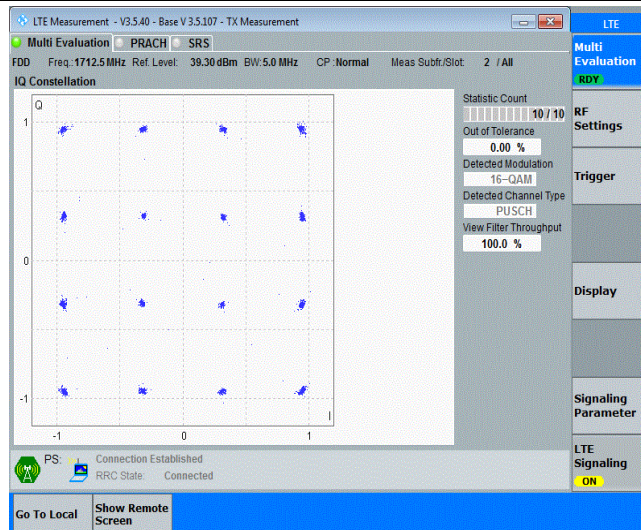 LTE Measurement - V3.5.40 - Base V 3.5.107 - TX Measurement
LTE
Multi Evaluation PRACH SRS
FDD Freq.: 1712.5 MHz Ref. Level: 39.30 dBm BW: 5.0 MHz CP : Normal Meas Subfr./Slot: 2 / All
IQ Constellation
Q
1
0
-1
I
-1 0 1
Statistic Count
10 / 10
Out of Tolerance
0.00 %
Detected Modulation
16-QAM
Detected Channel Type
PUSCH
View Filter Throughput
100.0 %
Multi
Evaluation
RDY
RF
Settings
Trigger
Display
Signaling
Parameter
LTE
Signaling
ON
PS: Connection Established
RRC State: Connected
Go To Local
Show Remote
Screen